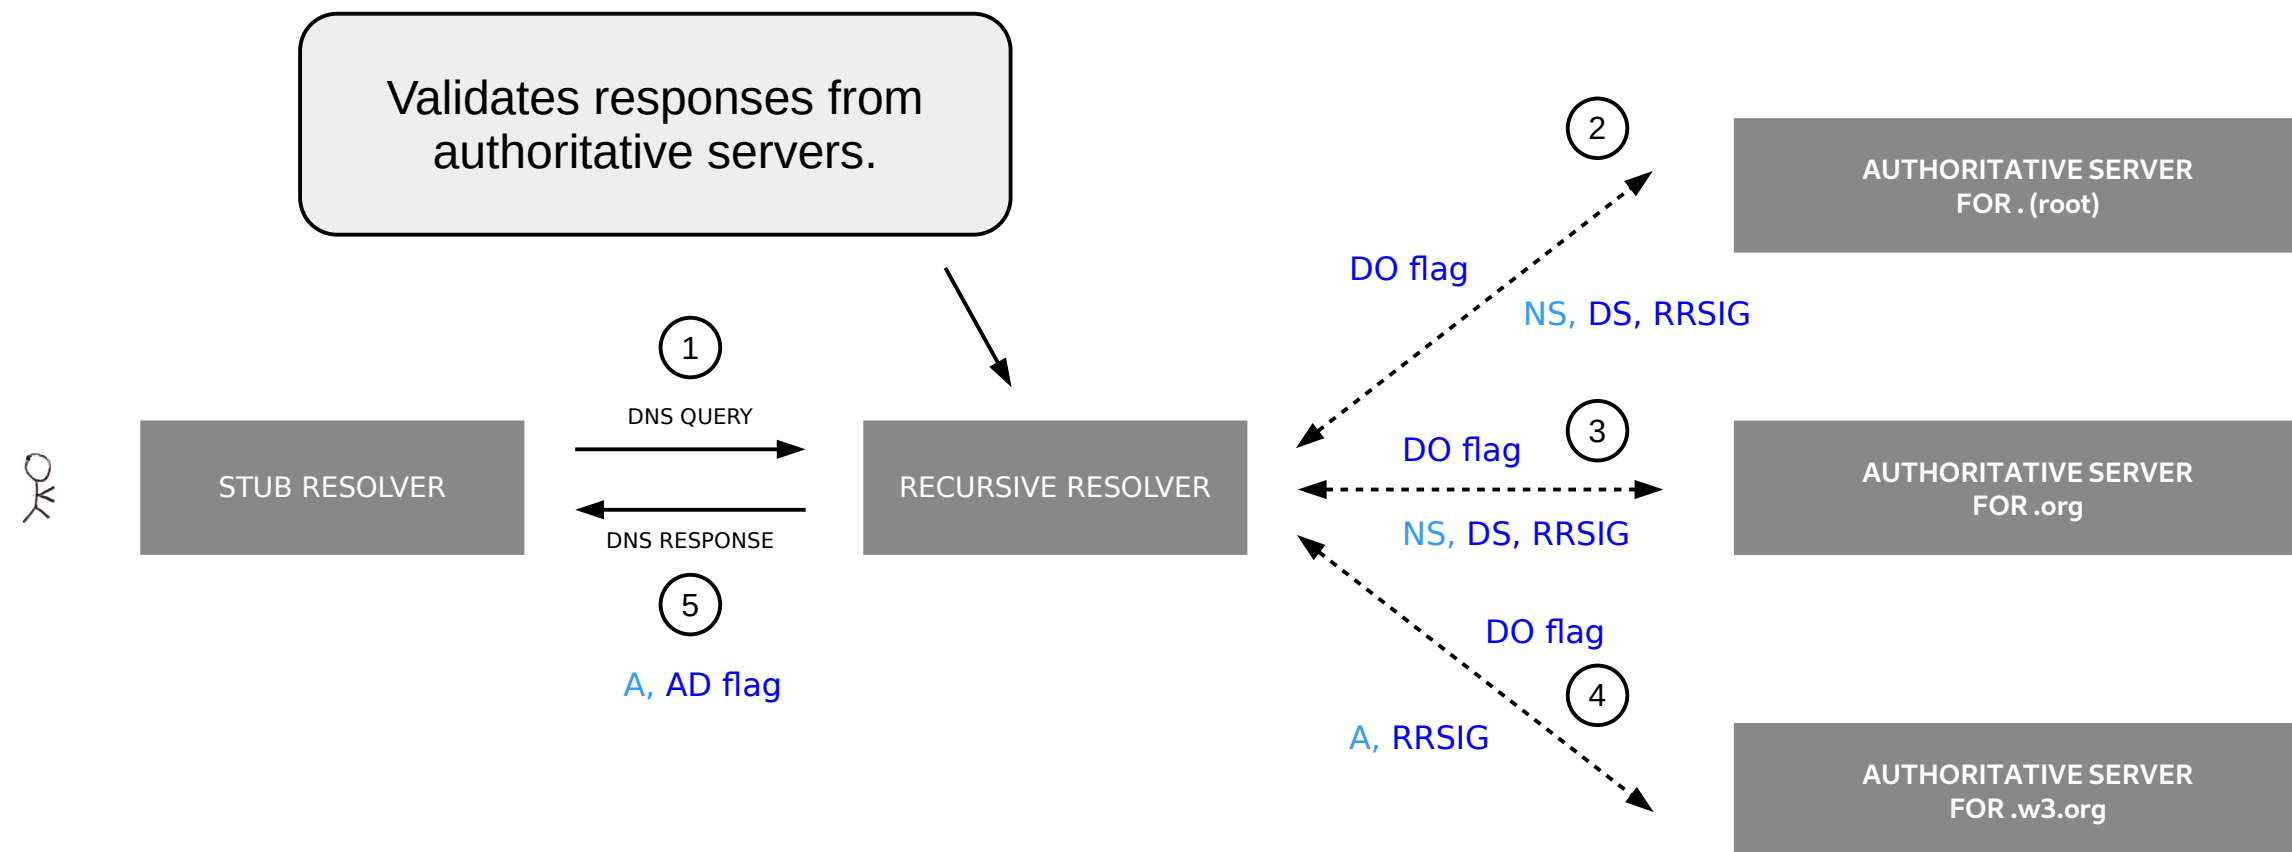 Validates responses from
authoritative servers.
2
AUTHORITATIVE SERVER
FOR . (root)
DO flag
NS, DS, RRSIG
1
DNS QUERY
STUB RESOLVER
RECURSIVE RESOLVER
DNS RESPONSE
5
A, AD flag
3
DO flag
NS, DS, RRSIG
AUTHORITATIVE SERVER
FOR .org
DO flag
4
A, RRSIG
AUTHORITATIVE SERVER
FOR .w3.org